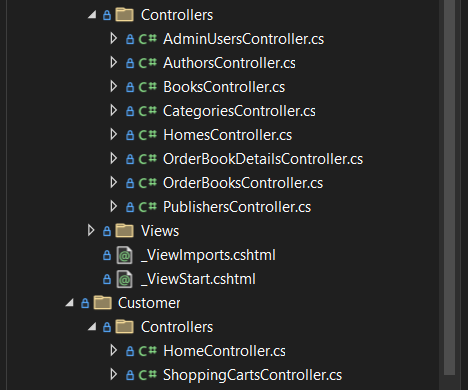 Controllers
C# AdminUsersController.cs
C# AuthorsController.cs
C# BooksController.cs
C# CategoriesController.cs
C# HomesController.cs
C# OrderBookDetailsController.cs
C# OrderBooksController.cs
C# PublishersController.cs
Views
@ _ViewImports.cshtml
@ _ViewStart.cshtml
Customer
Controllers
C# HomeController.cs
C# ShoppingCartsController.cs